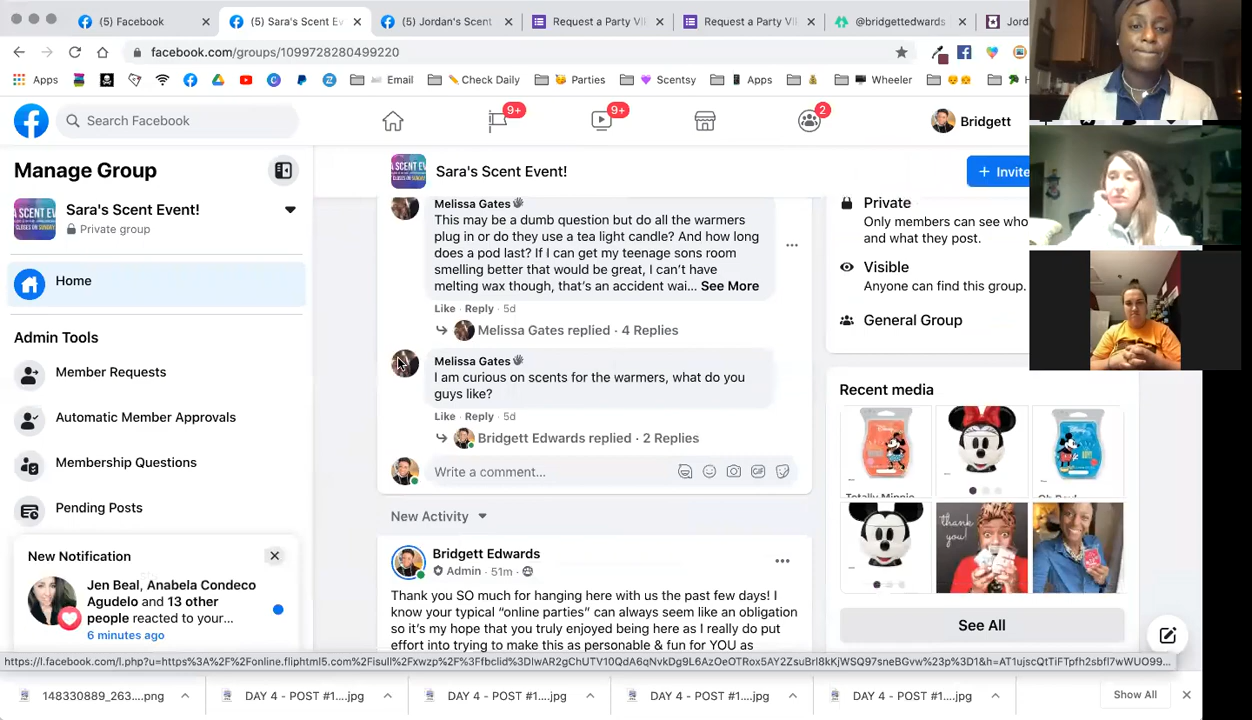 (5) Facebook
(5) Sara's Scent Ev
(5) Jordan's Scent
Request a Party Vi
Request a Party Vi
@bridgettedwards
Jord
facebook.com/groups/1099728280499220
Apps
Email
Check Daily
Parties
Scentsy
Apps
Wheeler
H
Search Facebook
9+
9+
2
Bridgett
Manage Group
Sara's Scent Event!
Private group
Home
Admin Tools
Member Requests
Automatic Member Approvals
Membership Questions
Pending Posts
New Notification
Jen Beal, Anabela Condeco
Agudelo and 13 other
people reacted to your...
6 minutes ago
Sara's Scent Event!
+ Invite
Melissa Gates
This may be a dumb question but do all the warmers
plug in or do they use a tea light candle? And how long
does a pod last? If I can get my teenage sons room
smelling better that would be great, I can't have
melting wax though, that's an accident wai... See More
Like · Reply · 5d
Melissa Gates replied · 4 Replies
Melissa Gates
I am curious on scents for the warmers, what do you
guys like?
Like · Reply · 5d
Bridgett Edwards replied · 2 Replies
Write a comment...
GIF
New Activity
Bridgett Edwards
Admin · 51m ·
Thank you SO much for hanging here with us the past few days! I
know your typical “online parties” can always seem like an obligation
so it's my hope that you truly enjoyed being here as I really do put
effort into trying to make this as personable & fun for YOU as
Private
Only members can see who
and what they post.
Visible
Anyone can find this group.
General Group
Recent media
Totally Minnie
Oh Boy!
thank
you
See All
148330889_263....png
DAY 4 - POST #1....jpg
DAY 4 - POST #1....jpg
DAY 4 - POST #1....jpg
DAY 4 - POST #1....jpg
Show All